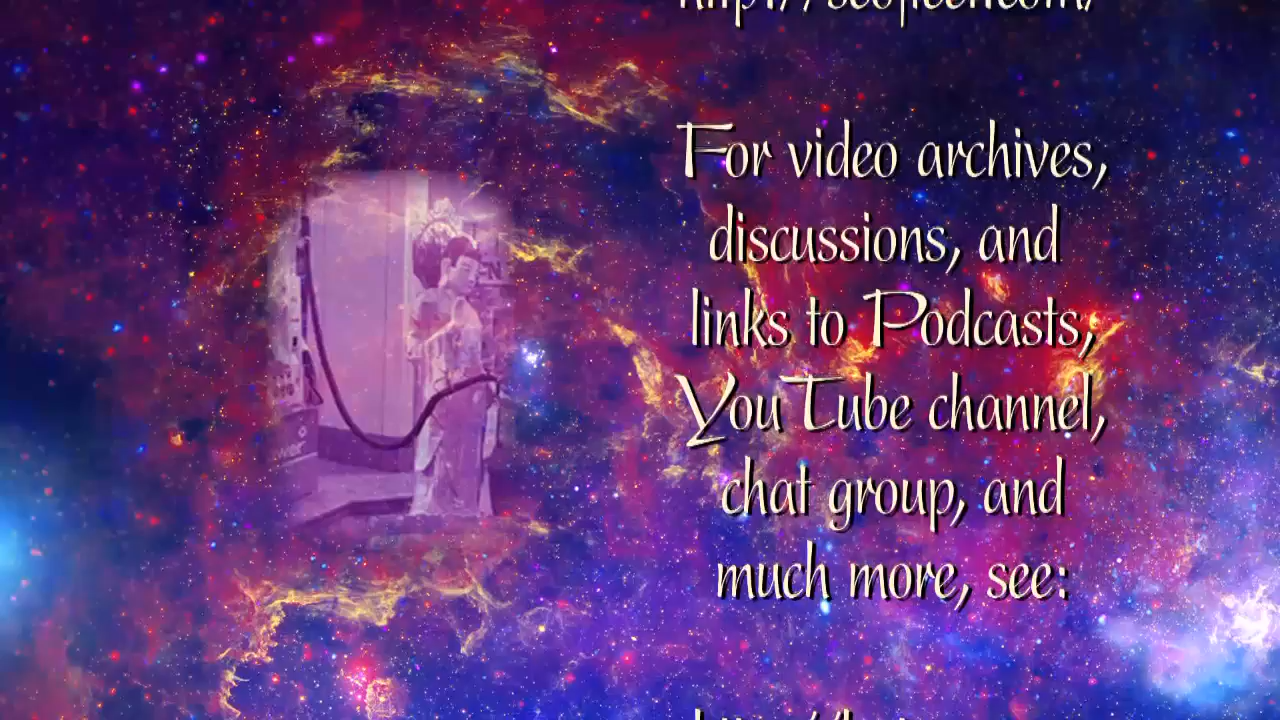 For video archives,
discussions, and
links to Podcasts,
YouTube channel,
chat group, and
much more, see: